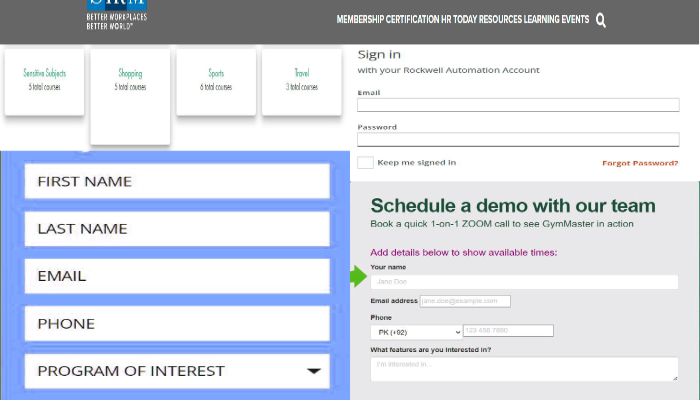 BETTER WORKPLACES
BETTER WORLD™
MEMBERSHIP CERTIFICATION HR TODAY RESOURCES LEARNING EVENTS
Sensitive Subjects
5 total courses
Shopping
5 total courses
Sports
6 total courses
Travel
3 total courses
Sign in
with your Rockwell Automation Account
Email
Password
Keep me signed in
Forgot Password?
FIRST NAME
LAST NAME
EMAIL
PHONE
PROGRAM OF INTEREST
Schedule a demo with our team
Book a quick 1-on-1 ZOOM call to see GymMaster in action
Add details below to show available times:
Your name
Jane Doe
Email address jane.doe@example.com
Phone
PK (+92) 123-456 7890
What features are you interested in?
I'm interested in...